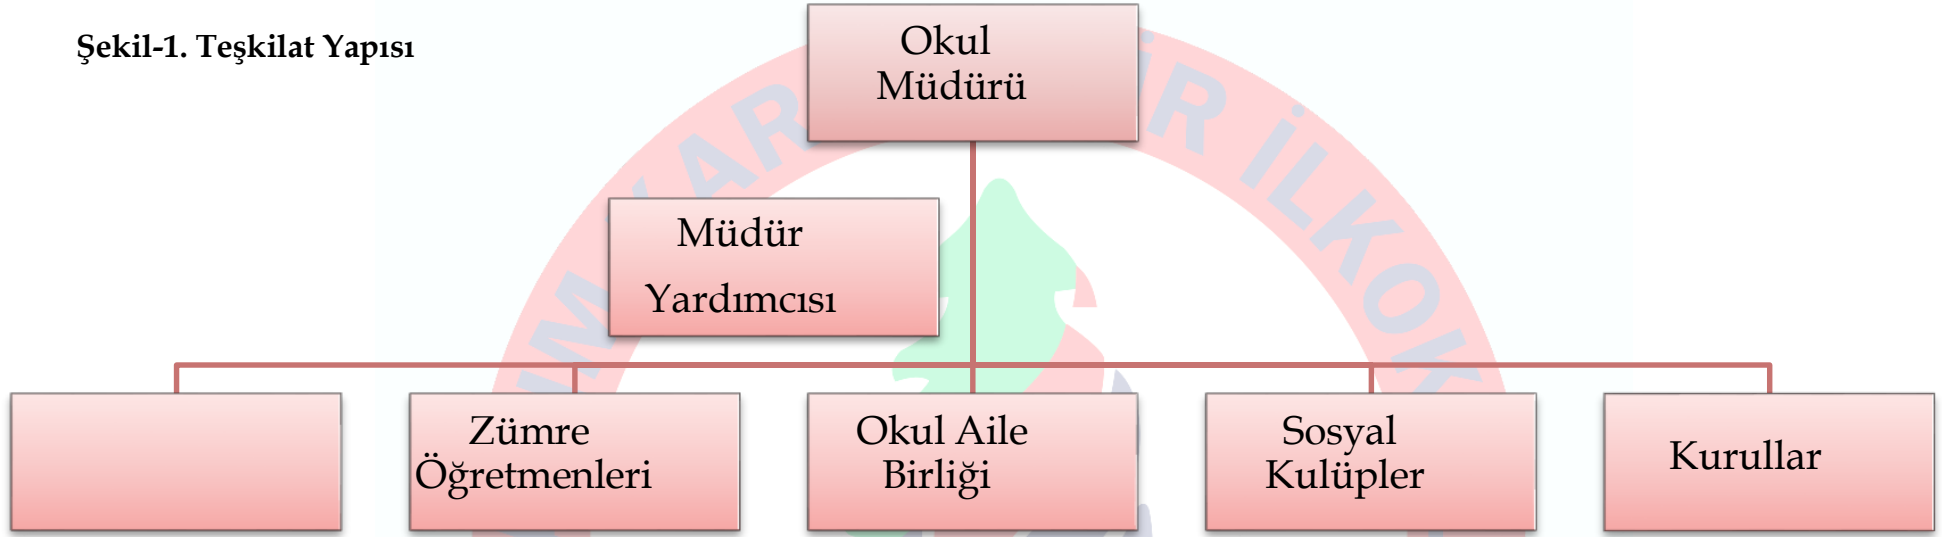 Şekil-1. Teşkilat Yapısı
Okul
Müdürü
Müdür
Yardımcısı
Zümre
Öğretmenleri
Okul Aile
Birliği
Sosyal
Kulüpler
Kurullar